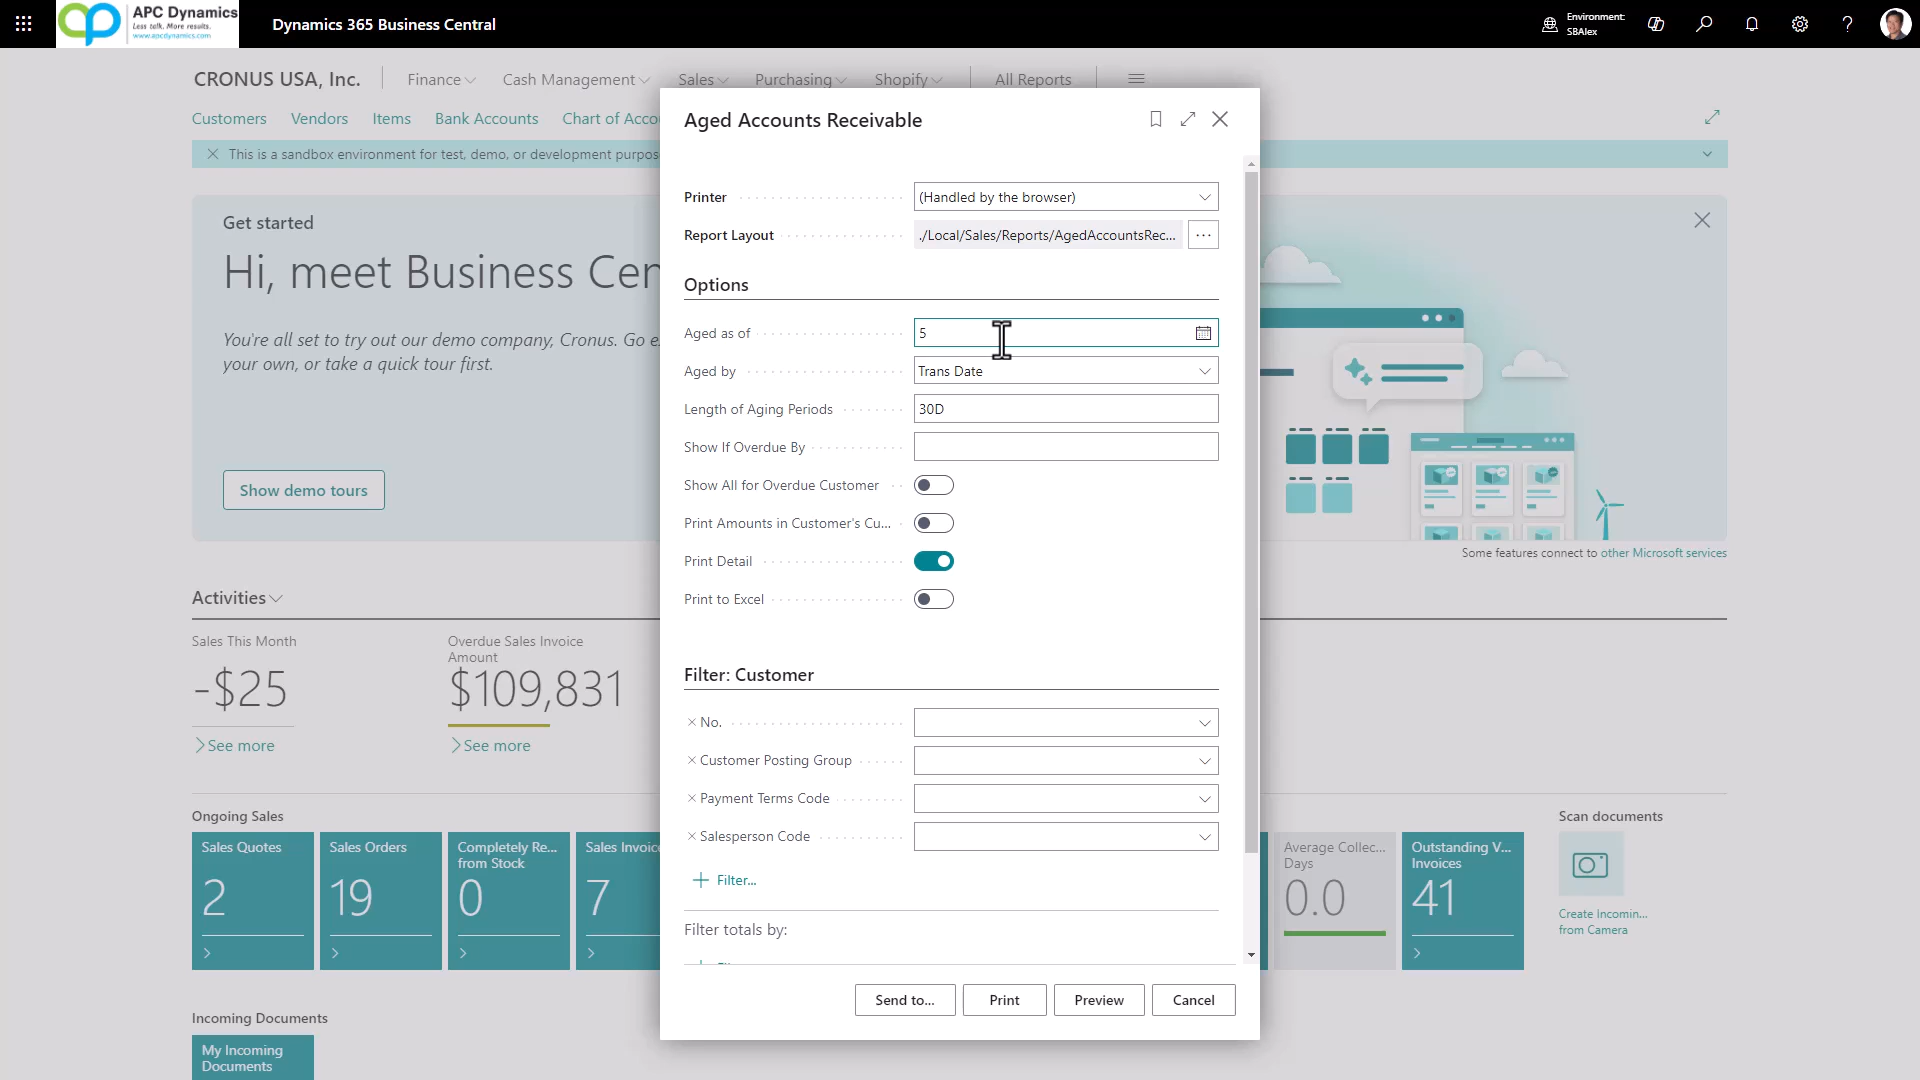 APC Dynamics
Less talk. More results.
www.apcdynamics.com
Dynamics 365 Business Central
Environment:
SBAlex
CRONUS USA, Inc.
Finance
Cash Management
Sales
Purchasing
Shopify
All Reports
Customers
Vendors
Items
Bank Accounts
Chart of Acco
This is a sandbox environment for test, demo, or development purpos
Get started
Hi, meet Business Cen
You're all set to try out our demo company, Cronus. Go e
your own, or take a quick tour first.
Show demo tours
Some features connect to other Microsoft services
Aged Accounts Receivable
Printer
(Handled by the browser)
Report Layout
./Local/Sales/Reports/AgedAccountsRec...
Options
Aged as of
5
Aged by
Trans Date
Length of Aging Periods
30D
Show If Overdue By
Show All for Overdue Customer
Print Amounts in Customer's Cu...
Print Detail
Print to Excel
Filter: Customer
No.
Customer Posting Group
Payment Terms Code
Salesperson Code
Filter...
Filter totals by:
Send to...
Print
Preview
Cancel
Activities
Sales This Month
-$25
See more
Overdue Sales Invoice
Amount
$109,831
See more
Ongoing Sales
Sales Quotes
2
Sales Orders
19
Completely Re...
from Stock
0
Sales Invoice
7
Average Collec...
Days
0.0
Outstanding V...
Invoices
41
Scan documents
Create Incomin...
from Camera
Incoming Documents
My Incoming
Documents